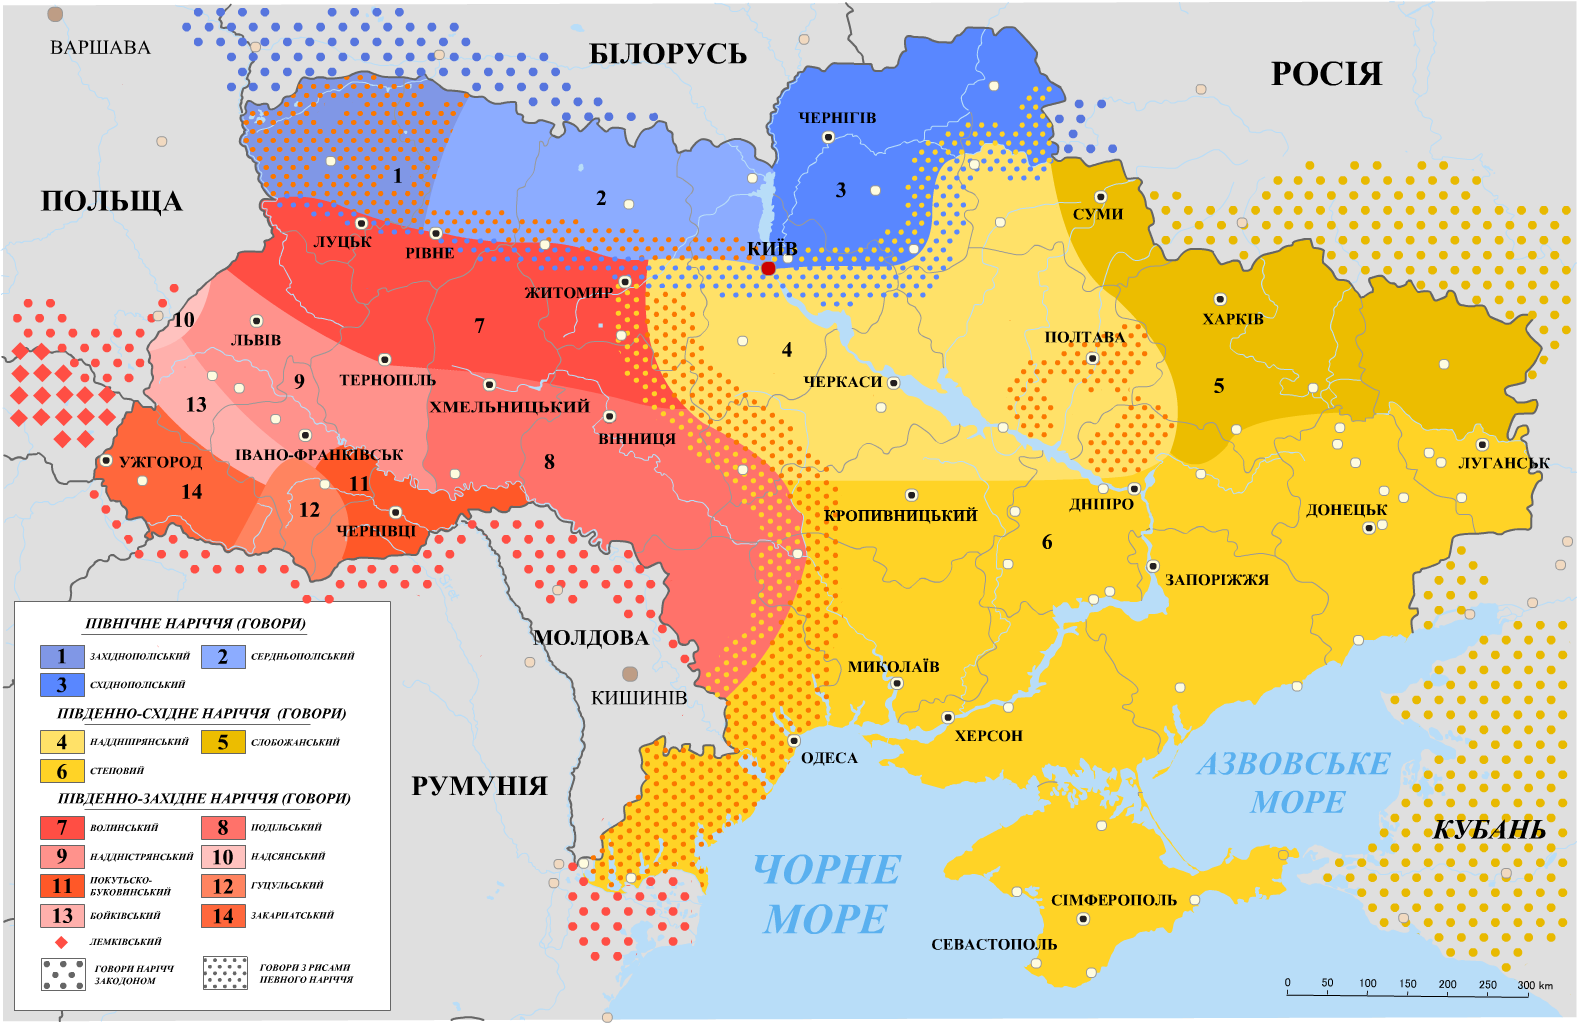 ВАРШАВА
БІЛОРУСЬ
РОСІЯ
ЧЕРНІГІВ
1
2
3
ПОЛЬЩА
СУМИ
ЛУЦЬК
РІВНЕ
КИЇВ
ЖИТОМИР
ХАРКІВ
10
ЛЬВІВ
7
4
ПОЛТАВА
ТЕРНОПІЛЬ
9
ЧЕРКАСИ
5
13
ХМЕЛЬНИЦЬКИЙ
ВІННИЦЯ
ІВАНО-ФРАНКІВСЬК
УЖГОРОД
8
ЛУГАНСЬК
14
11
12
ДНІПРО
ДОНЕЦЬК
КРОПИВНИЦЬКИЙ
ЧЕРНІВЦІ
6
ЗАПОРІЖЖЯ
МОЛДОВА
МИКОЛАЇВ
КИШИНІВ
ХЕРСОН
ОДЕСА
РУМУНІЯ
АЗВОВСЬКЕ
МОРЕ
КУБАНЬ
ЧОРНЕ
МОРЕ
СІМФЕРОПОЛЬ
СЕВАСТОПОЛЬ
ПІВНІЧНЕ НАРІЧЧЯ (ГОВОРИ)
1 ЗАХІДНОПОЛІСЬКИЙ 2 СЕРДНЬОПОЛІСЬКИЙ
3 СХІДНОПОЛІСЬКИЙ
ПІВДЕННО-СХІДНЕ НАРІЧЧЯ (ГОВОРИ)
4 НАДДНІПРЯНСЬКИЙ 5 СЛОБОЖАНСЬКИЙ
6 СТЕПОВИЙ
ПІВДЕННО-ЗАХІДНЕ НАРІЧЧЯ (ГОВОРИ)
7 ВОЛИНСЬКИЙ 8 ПОДІЛЬСЬКИЙ
9 НАДДНІСТРЯНСЬКИЙ 10 НАДСЯНСЬКИЙ
11 ПОКУТЬСКО-
БУКОВИНСЬКИЙ 12 ГУЦУЛЬСЬКИЙ
13 БОЙКІВСЬКИЙ 14 ЗАКАРПАТСЬКИЙ
ЛЕМКІВСЬКИЙ
ГОВОРИ НАРІЧЧ
ЗАКОДОНОМ
ГОВОРИ З РИСАМИ
ПЕВНОГО НАРІЧЧЯ
0 50 100 150 200 250 300 km